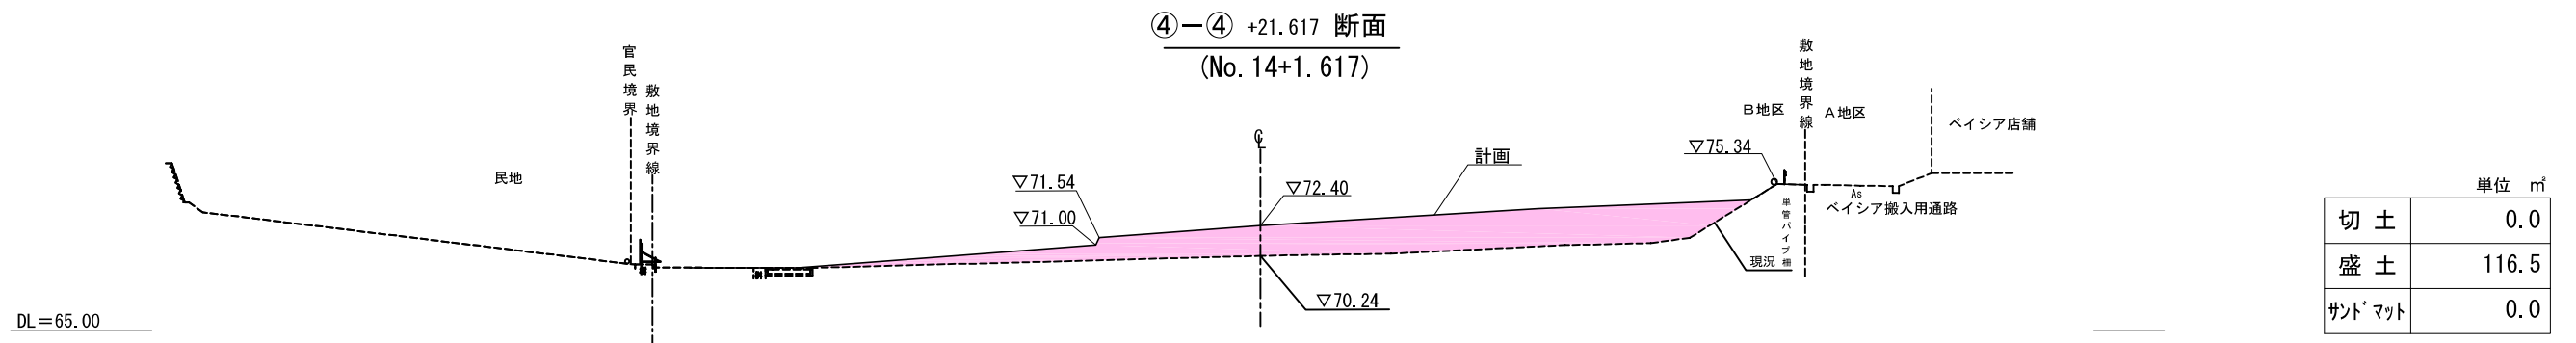 ④－④ +21.617 断面
(No.14+1.617)
官民境界
敷地境界線
民地
▽71.54
▽71.00
℄
▽72.40
計画
▽75.34
敷地境界線
B地区
A地区
ベイシア店舗
As
ベイシア搬入用通路
単管パイプ柵
現況
▽70.24
DL＝65.00
単位 ㎡
切土 0.0
盛土 116.5
ｻﾝﾄﾞﾏｯﾄ 0.0